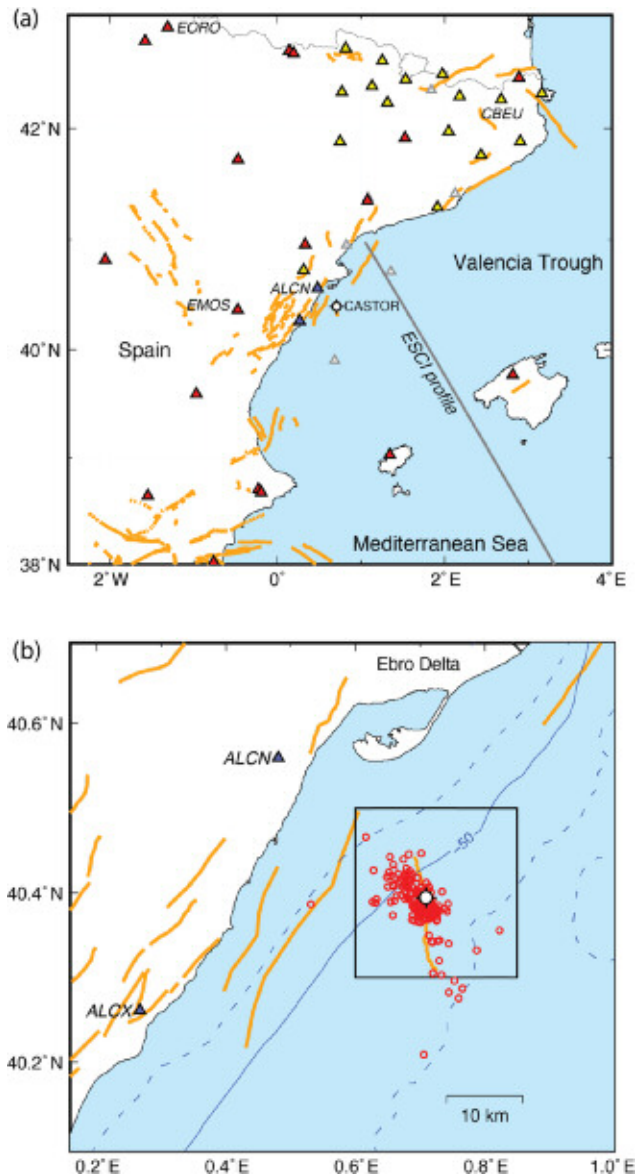 (a)
EORO
42˚N
CBEU
Valencia Trough
ALCN
CASTOR
EMOS
40˚N
Spain
ESCI profile
38˚N
Mediterranean Sea
2˚W
0˚
2˚E
4˚E
(b)
Ebro Delta
40.6˚N
ALCN
-50
40.4˚N
ALCX
40.2˚N
10 km
0.2˚E
0.4˚E
0.6˚E
0.8˚E
1.0˚E